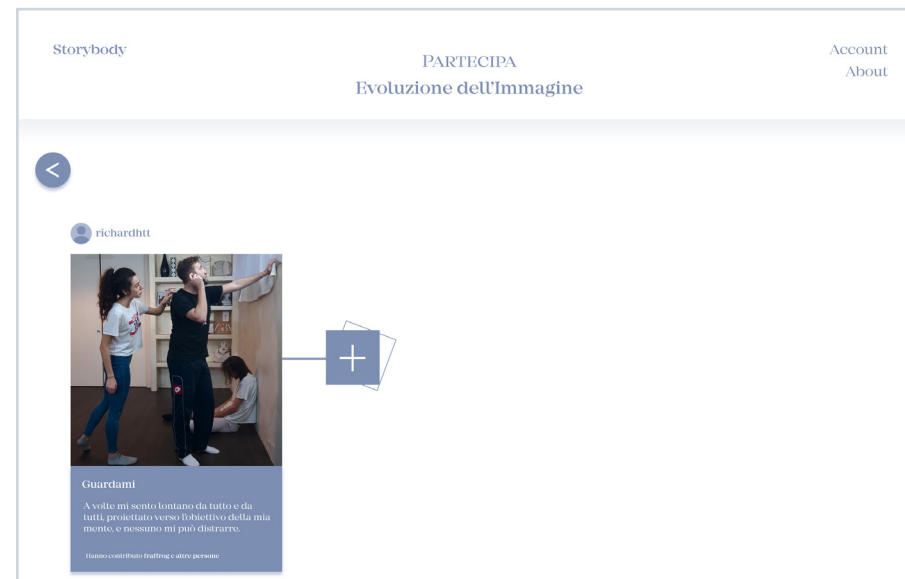 Storybody
PARTECIPA
Evoluzione dell'Immagine
Account
About
<
richardhtt
+
Guardami
A volte mi sento lontano da tutto e da
tutti, proiettato verso l'obiettivo della mia
mente, e nessuno mi può distrarre.
Hanno contribuito fraffrog e altre persone